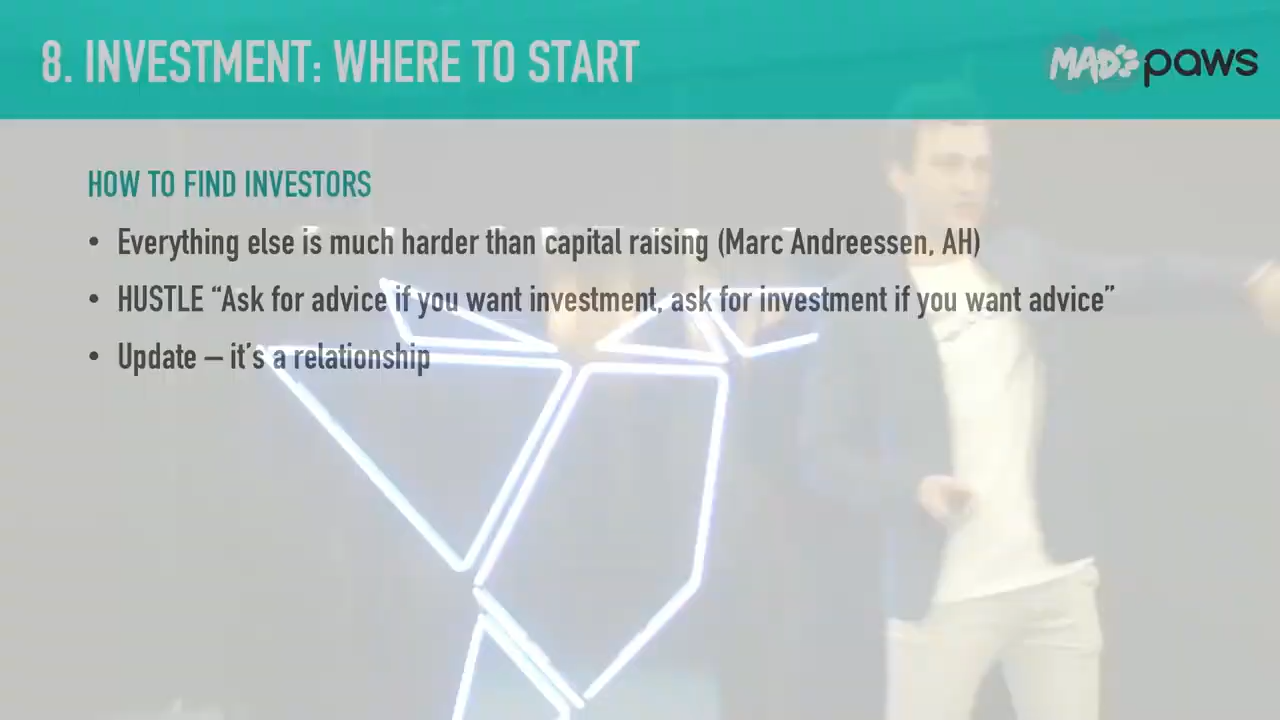 8. INVESTMENT: WHERE TO START
MAD paws
HOW TO FIND INVESTORS
• Everything else is much harder than capital raising (Marc Andreessen, AH)
• HUSTLE “Ask for advice if you want investment, ask for investment if you want advice”
• Update – it’s a relationship